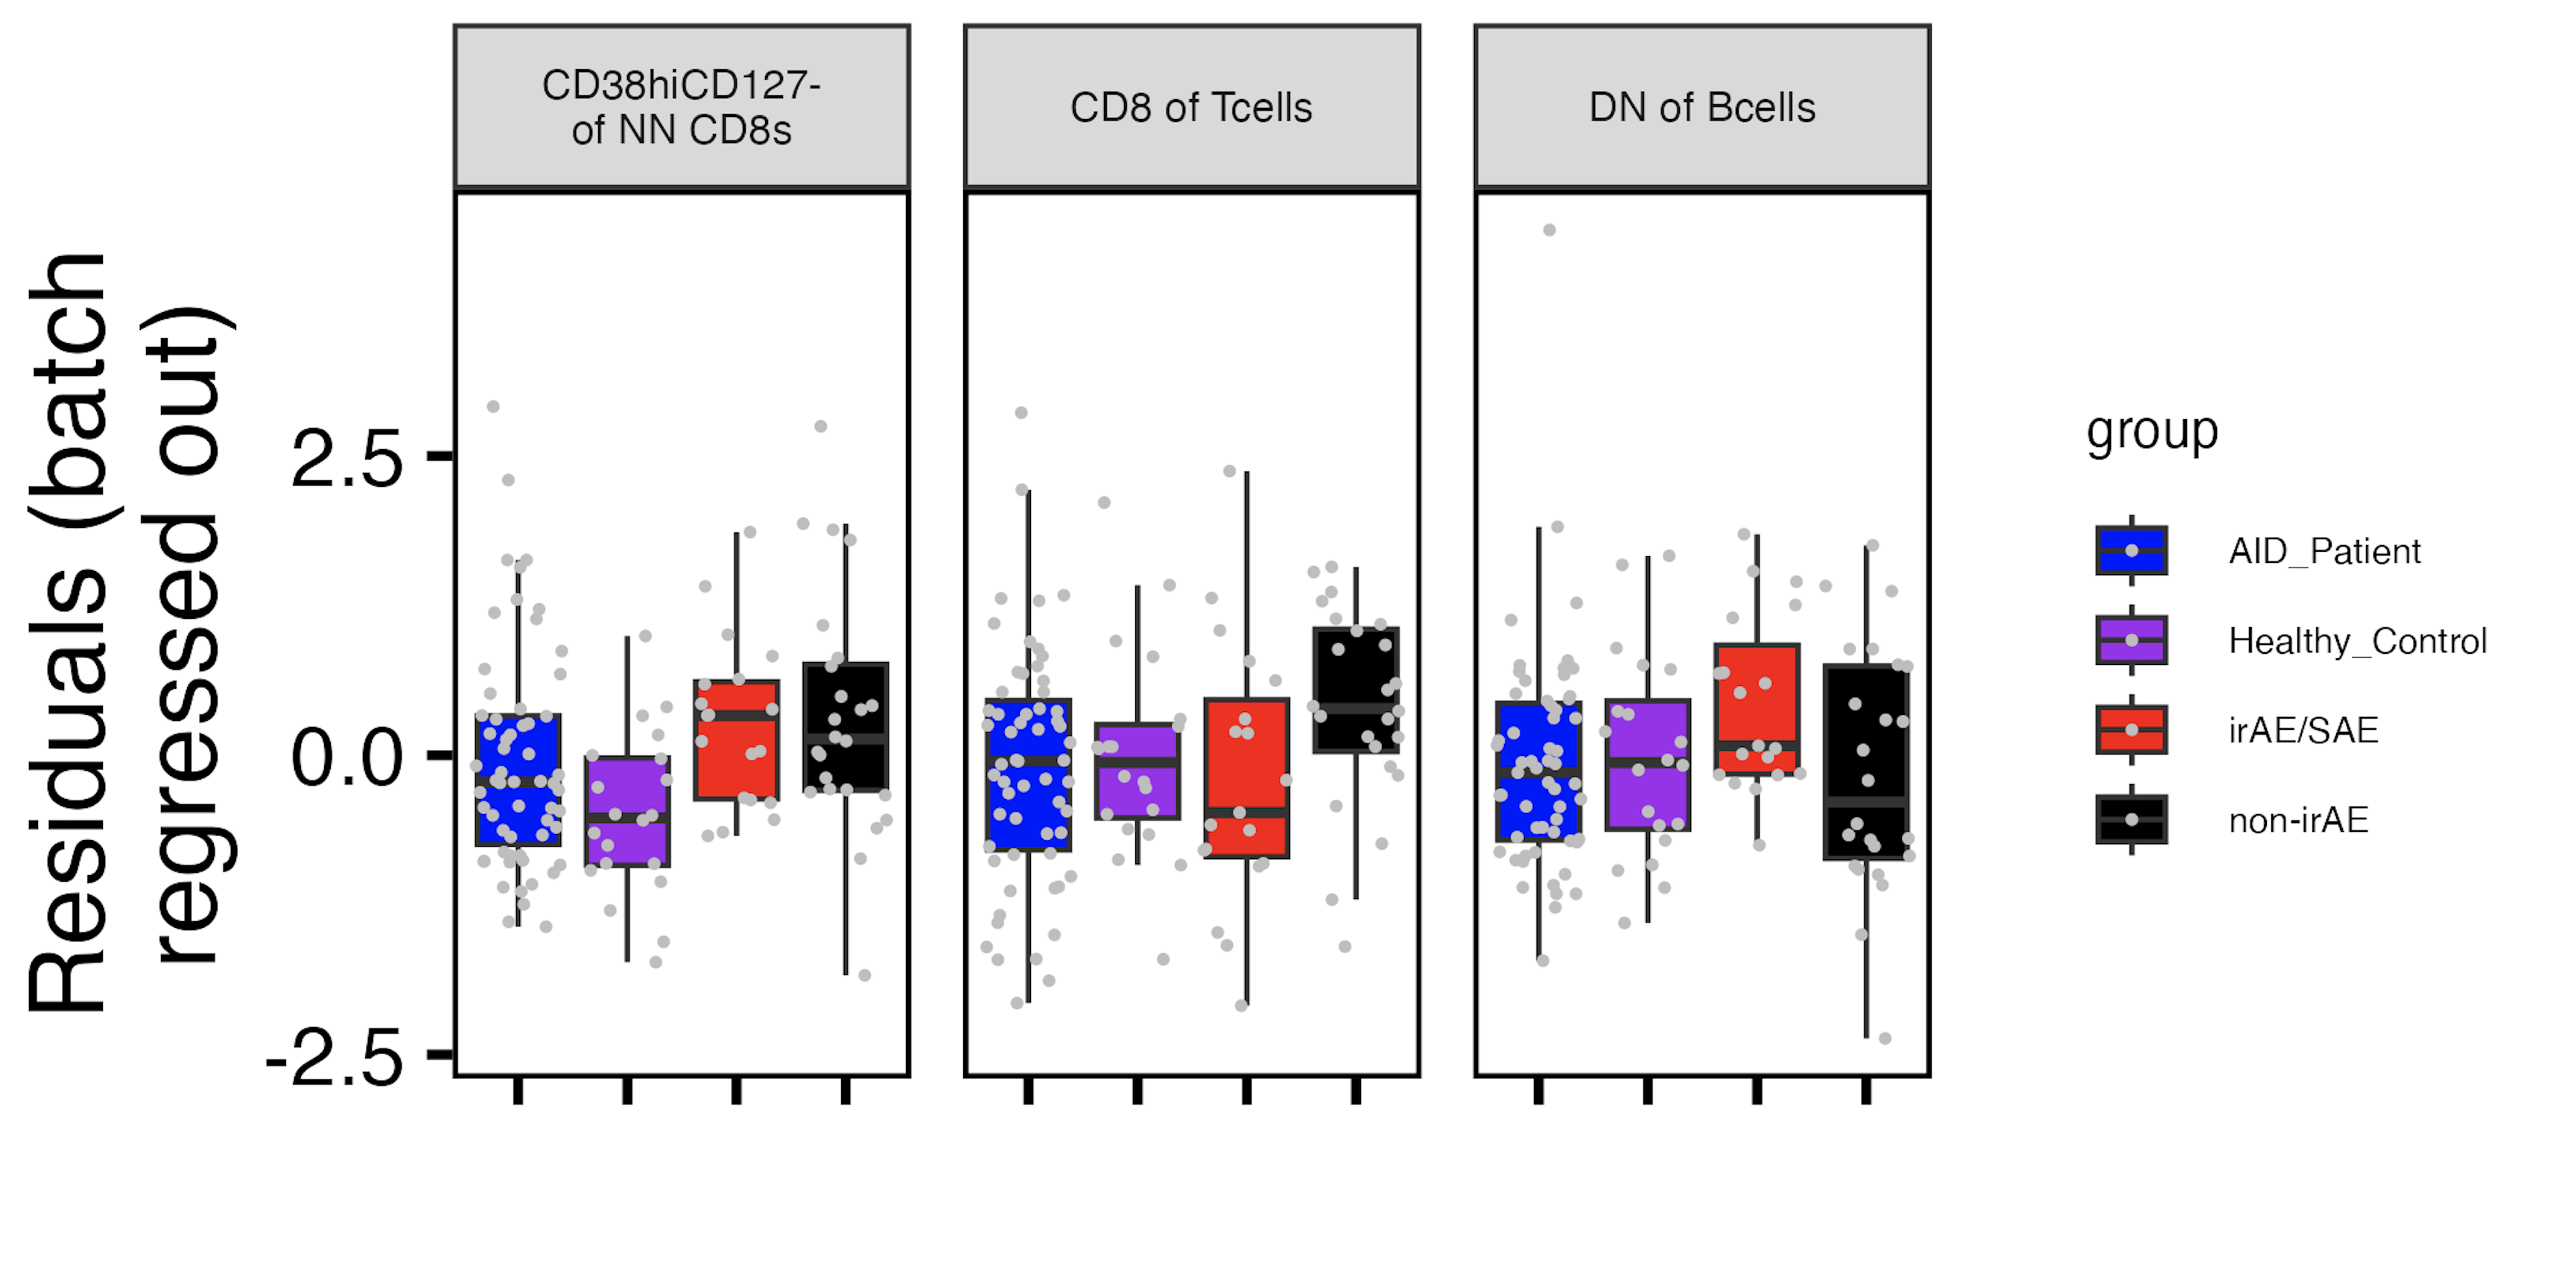 CD38hiCD127-
of NN CD8s
CD8 of Tcells
DN of Bcells
Residuals (batch
regressed out)
2.5
0.0
-2.5
group
AID_Patient
Healthy_Control
irAE/SAE
non-irAE